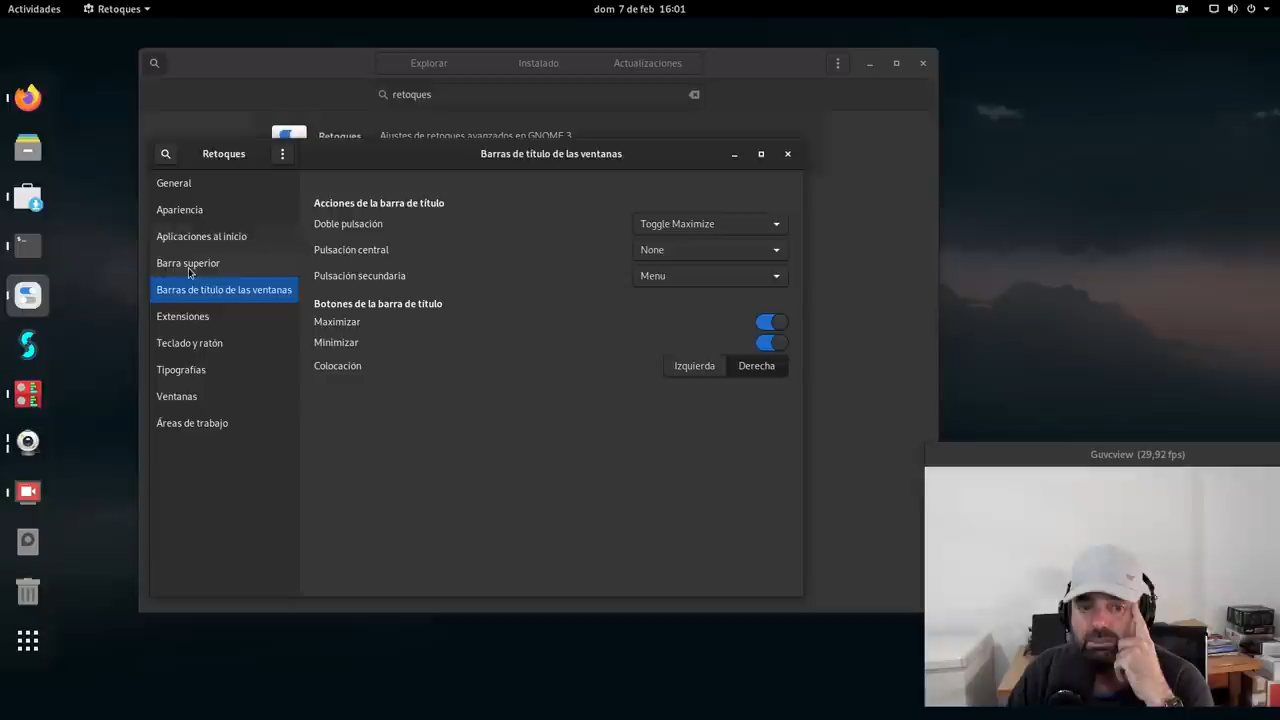 Actividades
Retoques
dom 7 de feb 16:01
Explorar
Instalado
Actualizaciones
retoques
Retoques
Ajustes de retoques avanzados en GNOME 3
Retoques
Barras de título de las ventanas
General
Apariencia
Aplicaciones al inicio
Barra superior
Barras de título de las ventanas
Extensiones
Teclado y ratón
Tipografías
Ventanas
Áreas de trabajo
Acciones de la barra de título
Doble pulsación
Toggle Maximize
Pulsación central
None
Pulsación secundaria
Menu
Botones de la barra de título
Maximizar
Minimizar
Colocación
Izquierda
Derecha
Guvcview (29,92 fps)